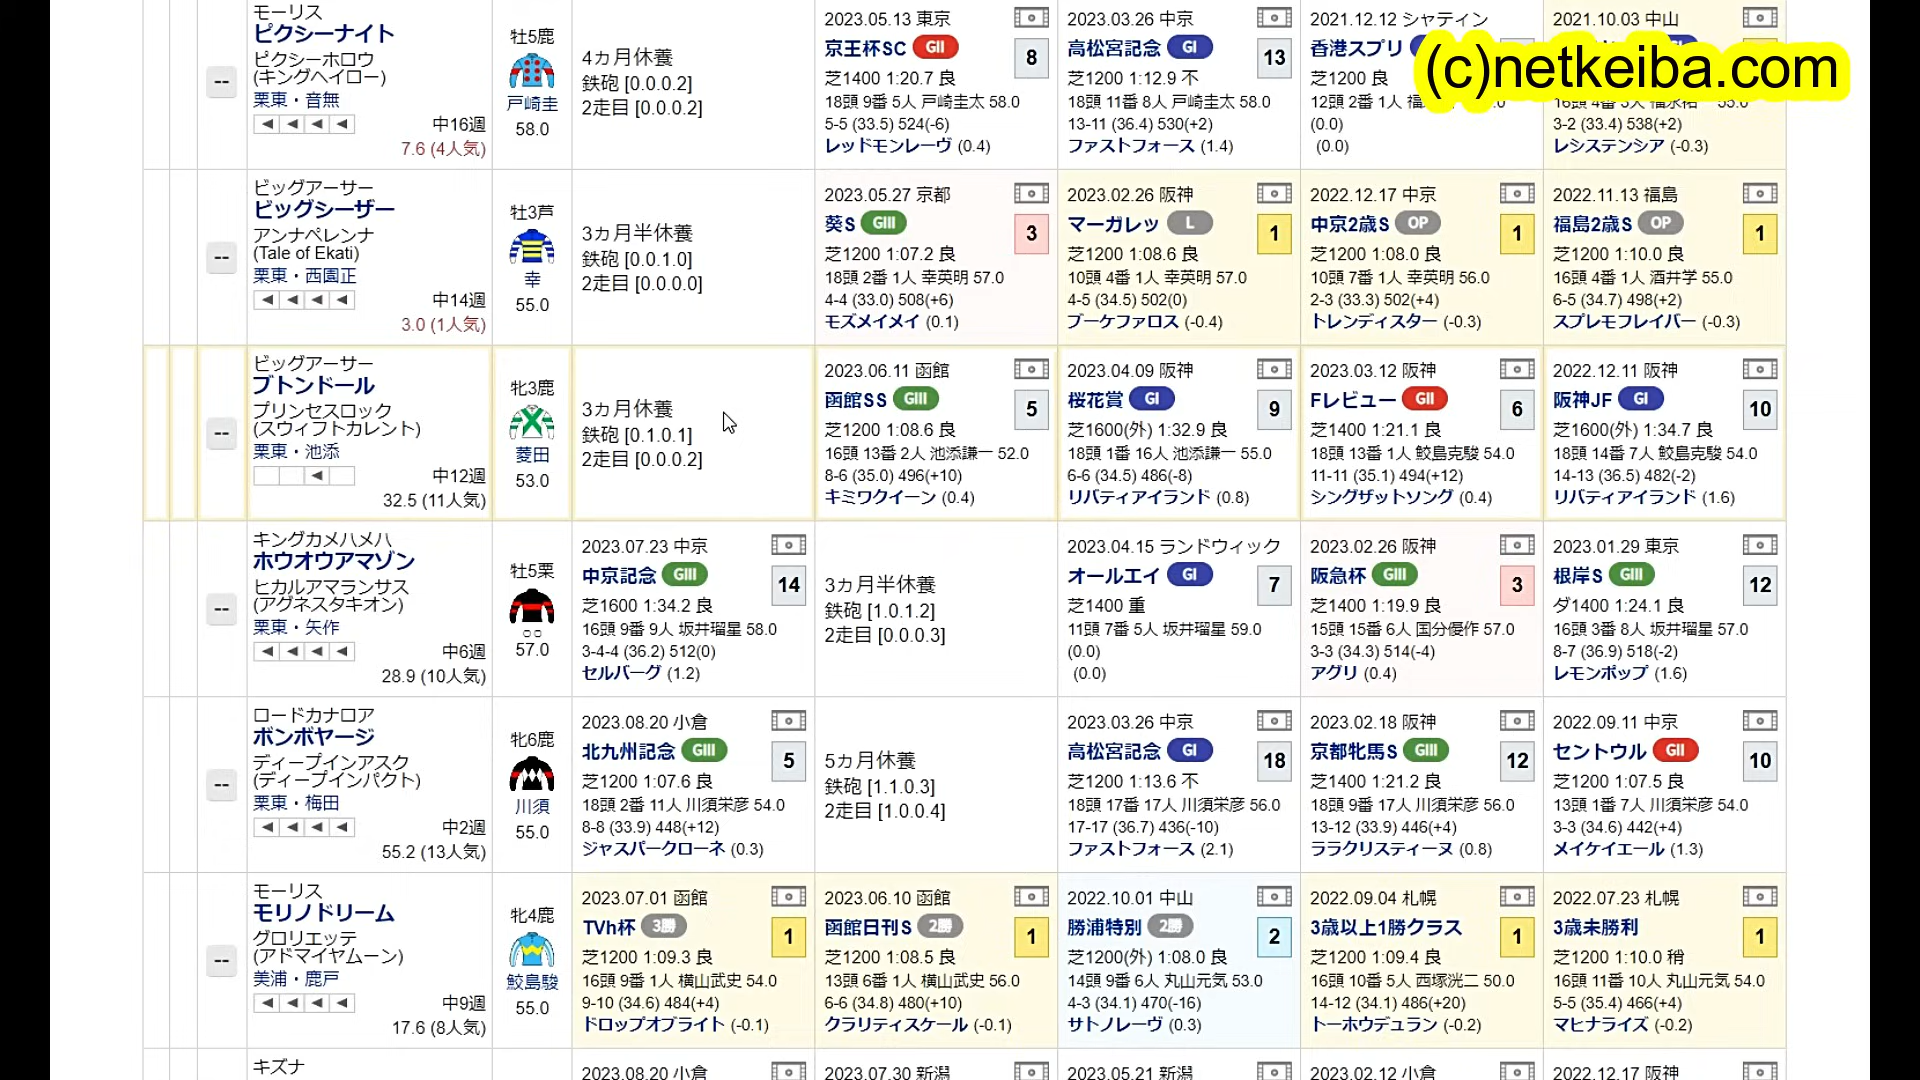 (c)netkeiba.com
--
モーリス
ピクシーナイト
ピクシーホロウ
(キングヘイロー)
栗東・音無
中16週
7.6 (4人気)
牡5鹿
戸崎圭
58.0
4ヵ月休養
鉄砲 [0.0.0.2]
2走目 [0.0.0.2]
2023.05.13 東京
京王杯SC GII
8
芝1400 1:20.7 良
18頭 9番 5人 戸崎圭太 58.0
5-5 (33.5) 524(-6)
レッドモンレーヴ (0.4)
2023.03.26 中京
高松宮記念 GI
13
芝1200 1:12.9 不
18頭 11番 8人 戸崎圭太 58.0
13-11 (36.4) 530(+2)
ファストフォース (1.4)
2021.12.12 シャティン
香港スプリ
芝1200 良
12頭 2番 1人
(0.0)
(0.0)
2021.10.03 中山
3-2 (33.4) 538(+2)
レシステンシア (-0.3)
--
ビッグアーサー
ビッグシーザー
アンナペレンナ
(Tale of Ekati)
栗東・西園正
中14週
3.0 (1人気)
牡3芦
幸
55.0
3ヵ月半休養
鉄砲 [0.0.1.0]
2走目 [0.0.0.0]
2023.05.27 京都
葵S GIII
3
芝1200 1:07.2 良
18頭 2番 1人 幸英明 57.0
4-4 (33.0) 508(+6)
モズメイメイ (0.1)
2023.02.26 阪神
マーガレッ L
1
芝1200 1:08.6 良
10頭 4番 1人 幸英明 57.0
4-5 (34.5) 502(0)
ブーケファロス (-0.4)
2022.12.17 中京
中京2歳S OP
1
芝1200 1:08.0 良
10頭 7番 1人 幸英明 56.0
2-3 (33.3) 502(+4)
トレンディスター (-0.3)
2022.11.13 福島
福島2歳S OP
1
芝1200 1:10.0 良
16頭 4番 1人 酒井学 55.0
6-5 (34.7) 498(+2)
スプレモフレイバー (-0.3)
--
ビッグアーサー
ブトンドール
プリンセスロック
(スウィフトカレント)
栗東・池添
中12週
32.5 (11人気)
牝3鹿
菱田
53.0
3ヵ月休養
鉄砲 [0.1.0.1]
2走目 [0.0.0.2]
2023.06.11 函館
函館SS GIII
5
芝1200 1:08.6 良
16頭 13番 2人 池添謙一 52.0
8-6 (35.0) 496(+10)
キミワクイーン (0.4)
2023.04.09 阪神
桜花賞 GI
9
芝1600(外) 1:32.9 良
18頭 1番 16人 池添謙一 55.0
6-6 (34.5) 486(-8)
リバティアイランド (0.8)
2023.03.12 阪神
Fレビュー GII
6
芝1400 1:21.1 良
18頭 13番 1人 鮫島克駿 54.0
11-11 (35.1) 494(+12)
シングザットソング (0.4)
2022.12.11 阪神
阪神JF GI
10
芝1600(外) 1:34.7 良
18頭 14番 7人 鮫島克駿 54.0
14-13 (36.5) 482(-2)
リバティアイランド (1.6)
--
キングカメハメハ
ホウオウアマゾン
ヒカルアマランサス
(アグネスタキオン)
栗東・矢作
中6週
28.9 (10人気)
牡5栗
□□
57.0
2023.07.23 中京
中京記念 GIII
14
芝1600 1:34.2 良
16頭 9番 9人 坂井瑠星 58.0
3-4-4 (36.2) 512(0)
セルバーグ (1.2)
3ヵ月半休養
鉄砲 [1.0.1.2]
2走目 [0.0.0.3]
2023.04.15 ランドウィック
オールエイ GI
7
芝1400 重
11頭 7番 5人 坂井瑠星 59.0
(0.0)
(0.0)
2023.02.26 阪神
阪急杯 GIII
3
芝1400 1:19.9 良
15頭 15番 6人 国分優作 57.0
3-3 (34.3) 514(-4)
アグリ (0.4)
2023.01.29 東京
根岸S GIII
12
ダ1400 1:24.1 良
16頭 3番 8人 坂井瑠星 57.0
8-7 (36.9) 518(-2)
レモンポップ (1.6)
--
ロードカナロア
ボンボヤージ
ディープインアスク
(ディープインパクト)
栗東・梅田
中2週
55.2 (13人気)
牝6鹿
川須
55.0
2023.08.20 小倉
北九州記念 GIII
5
芝1200 1:07.6 良
18頭 2番 11人 川須栄彦 54.0
8-8 (33.9) 448(+12)
ジャスパークローネ (0.3)
5ヵ月休養
鉄砲 [1.1.0.3]
2走目 [1.0.0.4]
2023.03.26 中京
高松宮記念 GI
18
芝1200 1:13.6 不
18頭 17番 17人 川須栄彦 56.0
17-17 (36.7) 436(-10)
ファストフォース (2.1)
2023.02.18 阪神
京都牝馬S GIII
12
芝1400 1:21.2 良
18頭 9番 17人 川須栄彦 56.0
13-12 (33.9) 446(+4)
ララクリスティーヌ (0.8)
2022.09.11 中京
セントウル GII
10
芝1200 1:07.5 良
13頭 1番 7人 川須栄彦 54.0
3-3 (34.6) 442(+4)
メイケイエール (1.3)
--
モーリス
モリノドリーム
グロリエッテ
(アドマイヤムーン)
美浦・鹿戸
中9週
17.6 (8人気)
牝4鹿
鮫島駿
55.0
2023.07.01 函館
TVh杯 3勝
1
芝1200 1:09.3 良
16頭 9番 1人 横山武史 54.0
9-10 (34.6) 484(+4)
ドロップオブライト (-0.1)
2023.06.10 函館
函館日刊S 2勝
1
芝1200 1:08.5 良
13頭 6番 1人 横山武史 56.0
6-6 (34.8) 480(+10)
クラリティスケール (-0.1)
2022.10.01 中山
勝浦特別 2勝
2
芝1200(外) 1:08.0 良
14頭 9番 6人 丸山元気 53.0
4-3 (34.1) 470(-16)
サトノレーヴ (0.3)
2022.09.04 札幌
3歳以上1勝クラス
1
芝1200 1:09.4 良
16頭 10番 5人 西塚洸二 50.0
14-12 (34.1) 486(+20)
トーホウデュラン (-0.2)
2022.07.23 札幌
3歳未勝利
1
芝1200 1:10.0 稍
16頭 11番 10人 丸山元気 54.0
5-5 (35.4) 466(+4)
マヒナライズ (-0.2)
キズナ
2023.08.20 小倉
2023.07.30 新潟
2023.05.21 新潟
2023.02.12 小倉
2022.12.17 阪神